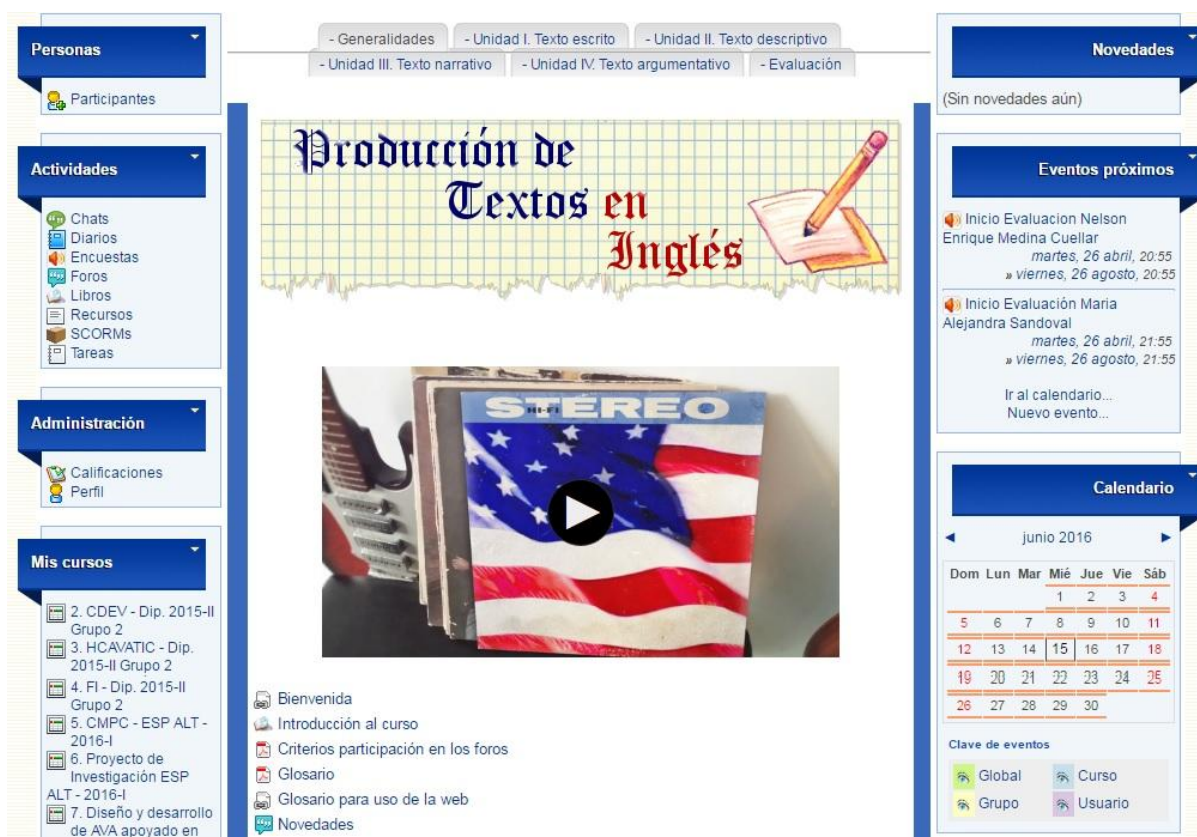 Personas
Participantes
Actividades
Chats
Diarios
Encuestas
Foros
Libros
Recursos
SCORMs
Tareas
Administración
Calificaciones
Perfil
Mis cursos
2. CDEV - Dip. 2015-II
Grupo 2
3. HCAVATIC - Dip.
2015-II Grupo 2
4. FI - Dip. 2015-II
Grupo 2
5. CMPC - ESP ALT -
2016-I
6. Proyecto de
Investigación ESP
ALT - 2016-I
7. Diseño y desarrollo
de AVA apoyado en
- Generalidades - Unidad I. Texto escrito - Unidad II. Texto descriptivo
- Unidad III. Texto narrativo - Unidad IV. Texto argumentativo - Evaluación
Producción de
Textos en
Inglés
STEREO
HI-FI
Bienvenida
Introducción al curso
Criterios participación en los foros
Glosario
Glosario para uso de la web
Novedades
Novedades
(Sin novedades aún)
Eventos próximos
Inicio Evaluacion Nelson
Enrique Medina Cuellar
martes, 26 abril, 20:55
» viernes, 26 agosto, 20:55
Inicio Evaluación Maria
Alejandra Sandoval
martes, 26 abril, 21:55
» viernes, 26 agosto, 21:55
Ir al calendario...
Nuevo evento...
Calendario
◄ junio 2016 ►
Dom Lun Mar Mié Jue Vie Sáb
1 2 3 4
5 6 7 8 9 10 11
12 13 14 15 16 17 18
19 20 21 22 23 24 25
26 27 28 29 30
Clave de eventos
Global Curso
Grupo Usuario